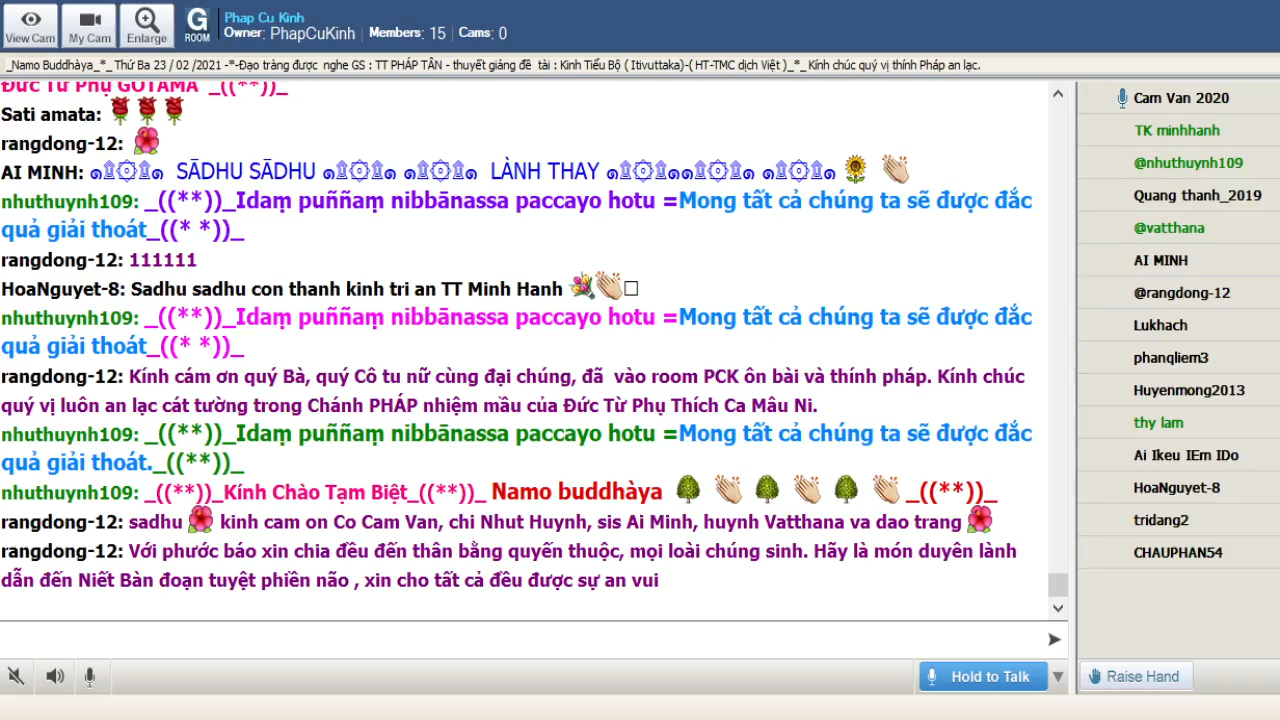 View Cam
My Cam
Enlarge
G
ROOM
Phap Cu Kinh
Owner: PhapCuKinh | Members: 15 | Cams: 0
_Namo Buddhàya_*_ Thứ Ba 23 / 02 /2021 -*-Đạo tràng được nghe GS : TT PHÁP TÂN - thuyết giảng đề tài : Kinh Tiểu Bộ ( Itivuttaka)-( HT-TMC dịch Việt )_*_ Kính chúc quý vị thính Pháp an lạc.
Đức Từ Phụ GOTAMA _((**))_
Sati amata: 🌹🌹🌹
rangdong-12: 🌺
AI MINH: ๑۩۞۩๑ SĀDHU SĀDHU ๑۩۞۩๑ ๑۩۞۩๑ LÀNH THAY ๑۩۞۩๑๑۩۞۩๑ ๑۩۞۩๑ 🌻 👏
nhuthuynh109: _((**))_Idaṃ puññaṃ nibbānassa paccayo hotu =Mong tất cả chúng ta sẽ được đắc
quả giải thoát_((* *))_
rangdong-12: 111111
HoaNguyet-8: Sadhu sadhu con thanh kinh tri an TT Minh Hanh 💐👏□
nhuthuynh109: _((**))_Idaṃ puññaṃ nibbānassa paccayo hotu =Mong tất cả chúng ta sẽ được đắc
quả giải thoát_((* *))_
rangdong-12: Kính cám ơn quý Bà, quý Cô tu nữ cùng đại chúng, đã vào room PCK ôn bài và thính pháp. Kính chúc
quý vị luôn an lạc cát tường trong Chánh PHÁP nhiệm mầu của Đức Từ Phụ Thích Ca Mâu Ni.
nhuthuynh109: _((**))_Idaṃ puññaṃ nibbānassa paccayo hotu =Mong tất cả chúng ta sẽ được đắc
quả giải thoát._((**))_
nhuthuynh109: _((**))_Kính Chào Tạm Biệt_((**))_ Namo buddhàya 🌳 👏 🌳 👏 🌳 👏 _((**))_
rangdong-12: sadhu 🌺 kinh cam on Co Cam Van, chi Nhut Huynh, sis Ai Minh, huynh Vatthana va dao trang 🌺
rangdong-12: Với phước báo xin chia đều đến thân bằng quyến thuộc, mọi loài chúng sinh. Hãy là món duyên lành
dẫn đến Niết Bàn đoạn tuyệt phiền não , xin cho tất cả đều được sự an vui
Hold to Talk
Cam Van 2020
TK minhhanh
@nhuthuynh109
Quang thanh_2019
@vatthana
AI MINH
@rangdong-12
Lukhach
phanqliem3
Huyenmong2013
thy lam
Ai Ikeu IEm IDo
HoaNguyet-8
tridang2
CHAUPHAN54
Raise Hand